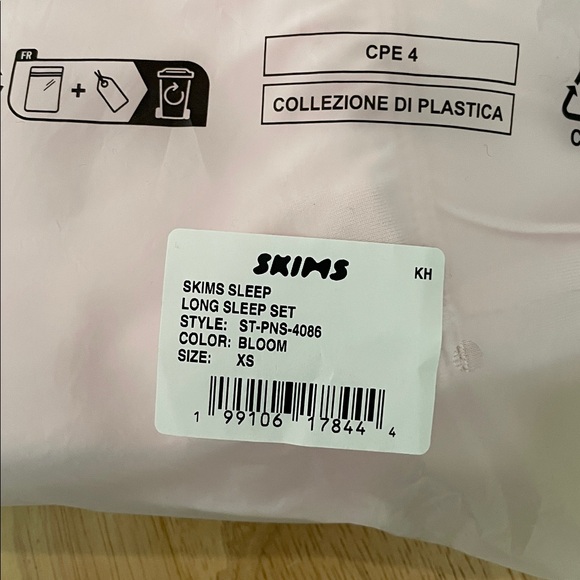 FR
+
CPE 4
COLLEZIONE DI PLASTICA
C
SKIMS
KH
SKIMS SLEEP
LONG SLEEP SET
STYLE: ST-PNS-4086
COLOR: BLOOM
SIZE: XS
1 99106 17844 4